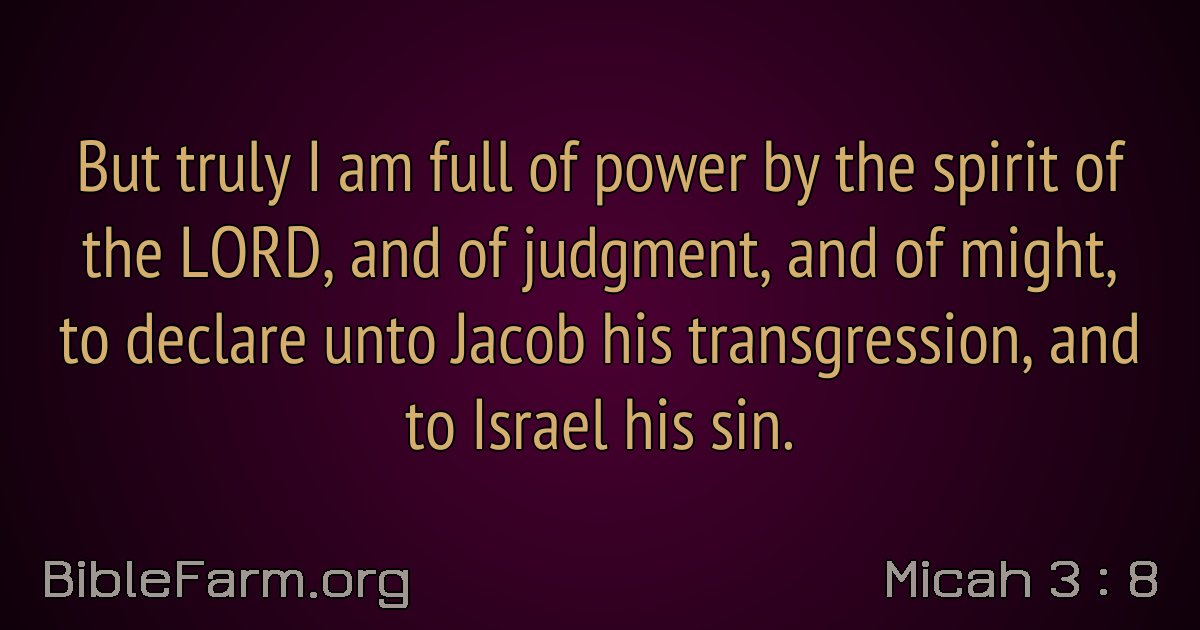 But truly I am full of power by the spirit of
the LORD, and of judgment, and of might,
to declare unto Jacob his transgression, and
to Israel his sin.
BibleFarm.org
Micah 3 : 8